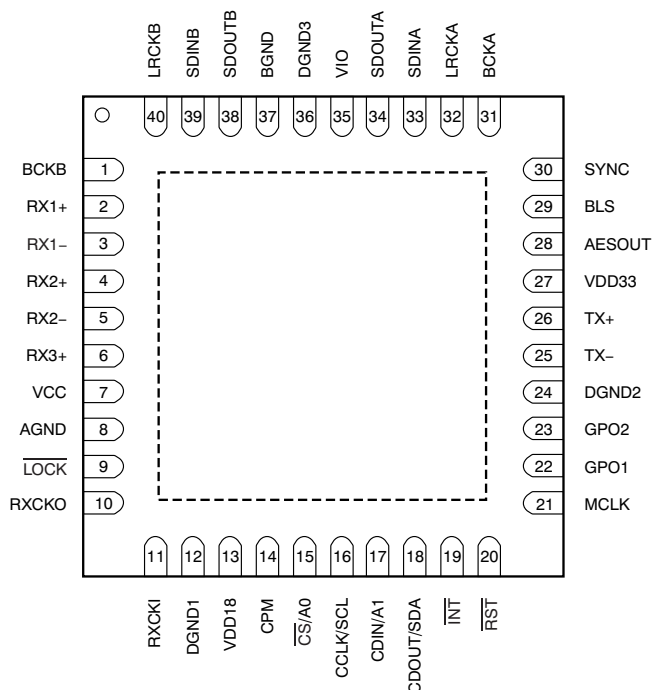 LRCKB SDINB SDOUTB BGND DGND3 VIO SDOUTA SDINA LRCKA BCKA
40 39 38 37 36 35 34 33 32 31
BCKB 1 30 SYNC
RX1+ 2 29 BLS
RX1− 3 28 AESOUT
RX2+ 4 27 VDD33
RX2− 5 26 TX+
RX3+ 6 25 TX−
VCC 7 24 DGND2
AGND 8 23 GPO2
L̅O̅C̅K̅ 9 22 GPO1
RXCKO 10 21 MCLK
11 12 13 14 15 16 17 18 19 20
RXCKI DGND1 VDD18 CPM C̅S̅/A0 CCLK/SCL CDIN/A1 CDOUT/SDA I̅N̅T̅ R̅S̅T̅